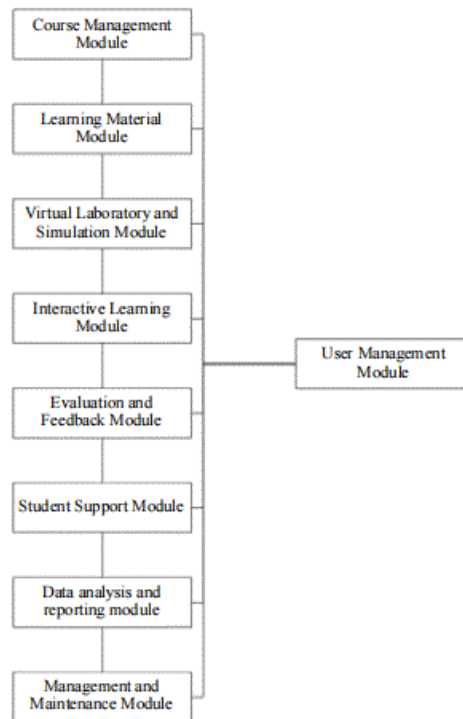 Course Management
Module
Learning Material
Module
Virtual Laboratory and
Simulation Module
Interactive Learning
Module
User Management
Module
Evaluation and
Feedback Module
Student Support Module
Data analysis and
reporting module
Management and
Maintenance Module